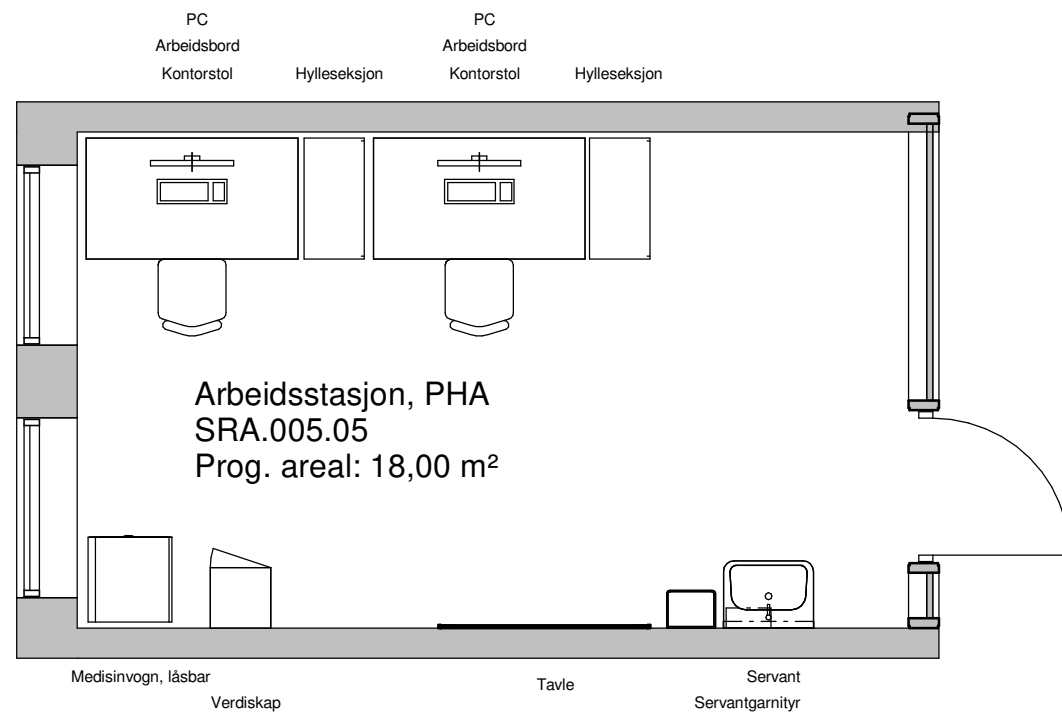 PC
Arbeidsbord
Kontorstol
Hylleseksjon
PC
Arbeidsbord
Kontorstol
Hylleseksjon
Arbeidsstasjon, PHA
SRA.005.05
Prog. areal: 18,00 m²
Medisinvogn, låsbar
Verdiskap
Tavle
Servant
Servantgarnityr